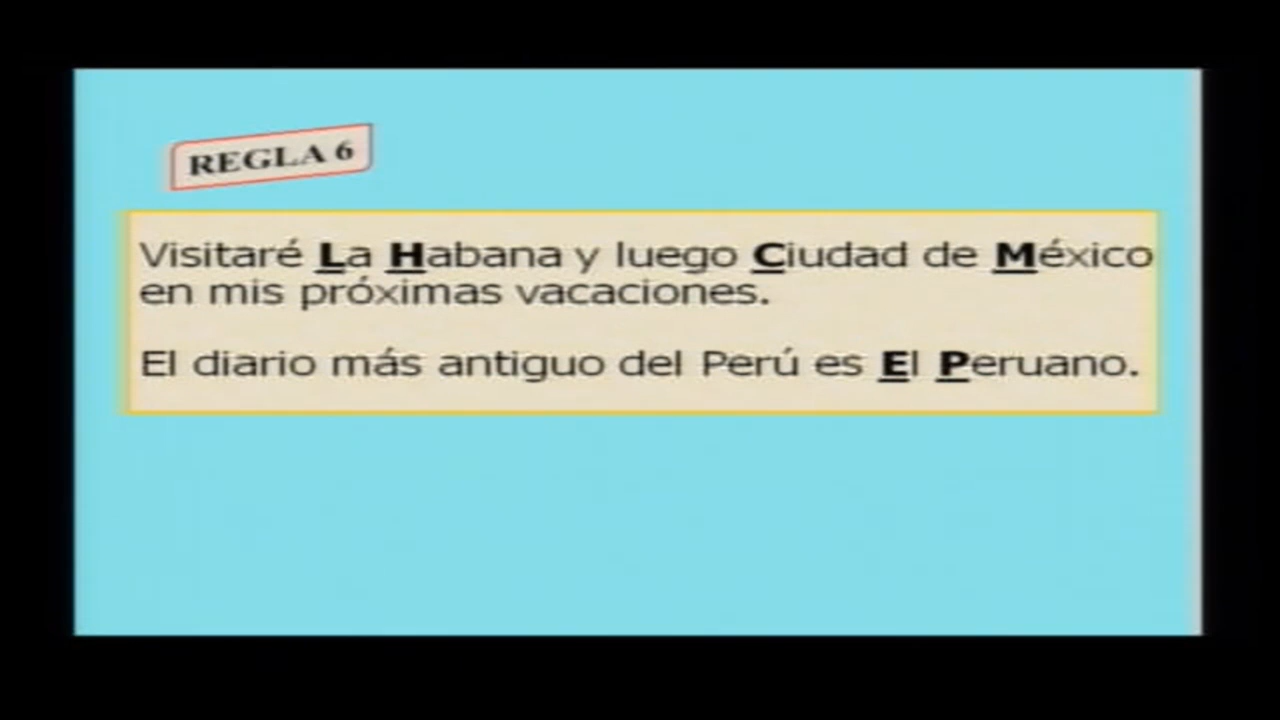 REGLA 6
Visitaré La Habana y luego Ciudad de México
en mis próximas vacaciones.
El diario más antiguo del Perú es El Peruano.